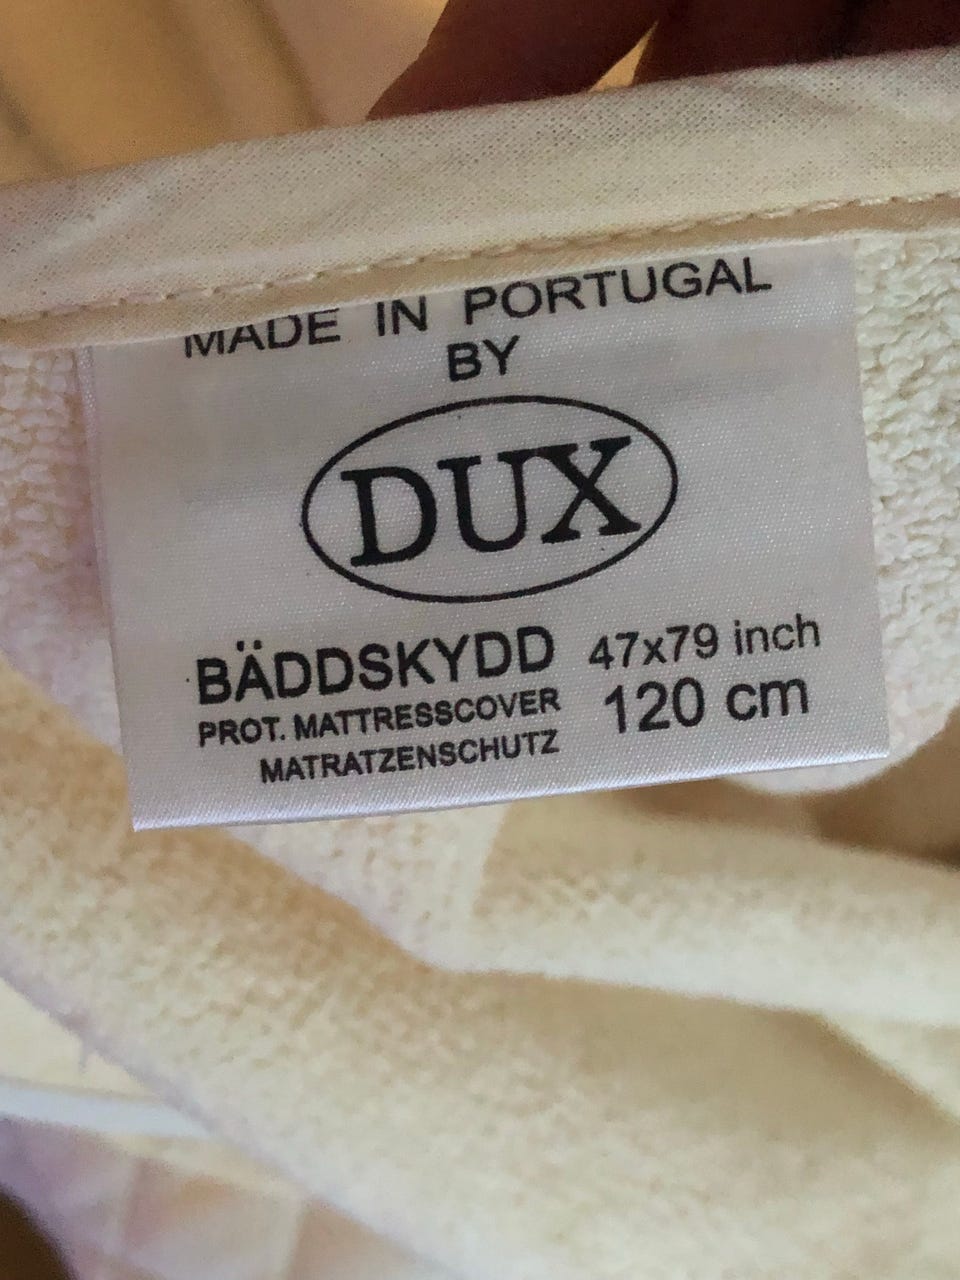 MADE IN PORTUGAL
BY
DUX
BÄDDSKYDD 47x79 inch
PROT. MATTRESSCOVER 120 cm
MATRATZENSCHUTZ